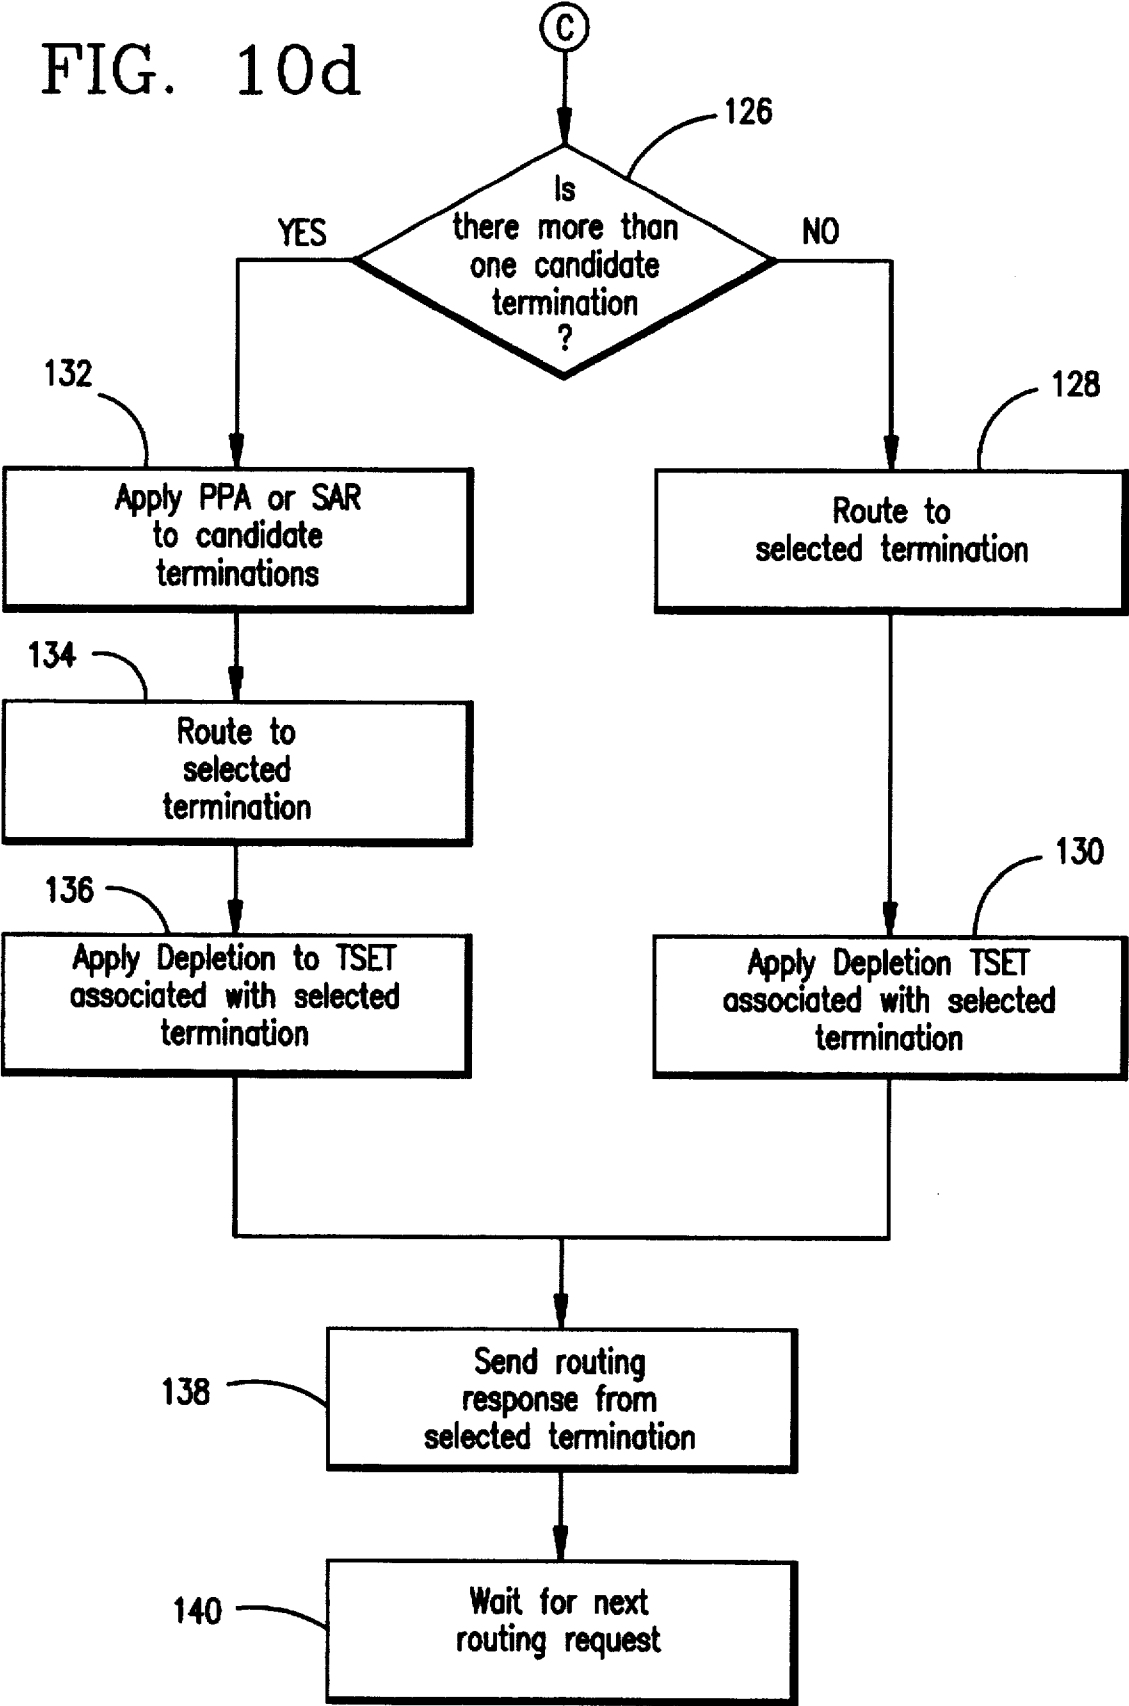 FIG. 10d
C
126
Is
there more than
one candidate
termination
?
YES
NO
132
128
Apply PPA or SAR
to candidate
terminations
Route to
selected termination
134
Route to
selected
termination
136
130
Apply Depletion to TSET
associated with selected
termination
Apply Depletion TSET
associated with selected
termination
138
Send routing
response from
selected termination
140
Wait for next
routing request